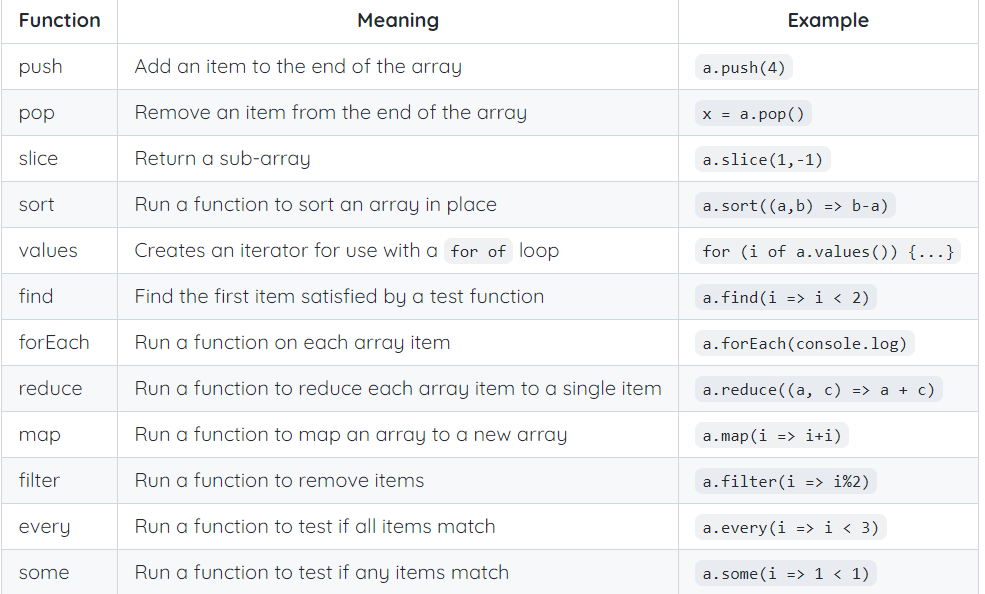 Function Meaning Example
push Add an item to the end of the array a.push(4)
pop Remove an item from the end of the array x = a.pop()
slice Return a sub-array a.slice(1,-1)
sort Run a function to sort an array in place a.sort((a,b) => b-a)
values Creates an iterator for use with a for of loop for (i of a.values()) {...}
find Find the first item satisfied by a test function a.find(i => i < 2)
forEach Run a function on each array item a.forEach(console.log)
reduce Run a function to reduce each array item to a single item a.reduce((a, c) => a + c)
map Run a function to map an array to a new array a.map(i => i+i)
filter Run a function to remove items a.filter(i => i%2)
every Run a function to test if all items match a.every(i => i < 3)
some Run a function to test if any items match a.some(i => 1 < 1)